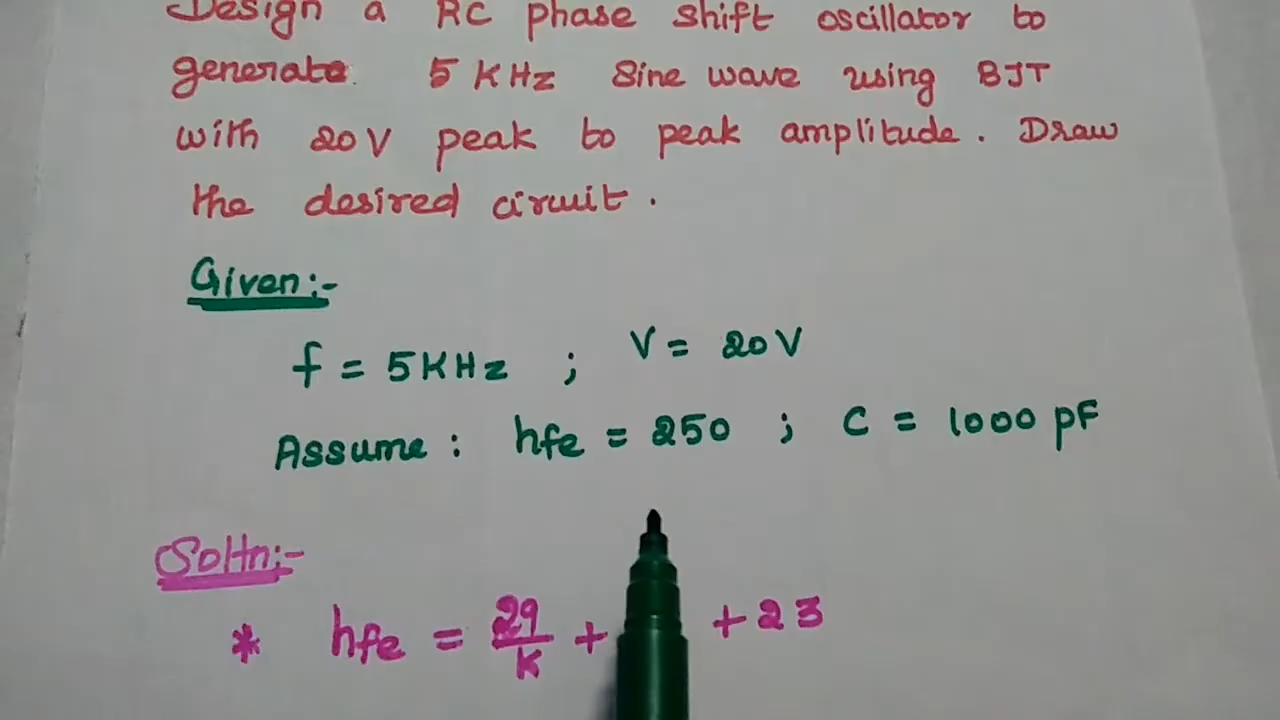 Design a RC phase shift oscillator to
generate 5 KHz Sine wave using BJT
with 20V peak to peak amplitude. Draw
the desired circuit.
Given:-
f = 5KHz ; V = 20V
Assume : hfe = 250 ; C = 1000 pF
Soltn:-
* hfe = 29/K + + 23